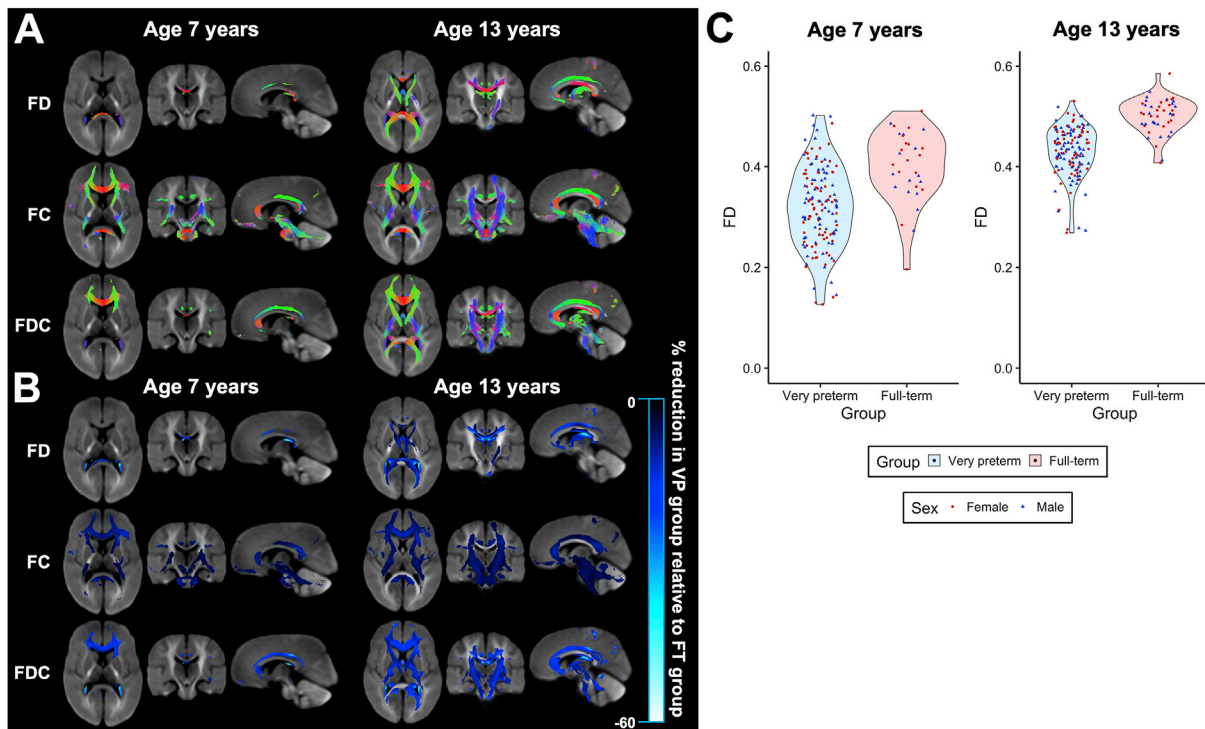 A
Age 7 years
Age 13 years
FD
FC
FDC
B
Age 7 years
Age 13 years
FD
FC
FDC
0
-60
% reduction in VP group relative to FT group
C
Age 7 years
Age 13 years
FD
0.6
0.4
0.2
0.0
Very preterm
Full-term
Group
FD
0.6
0.4
0.2
0.0
Very preterm
Full-term
Group
Group Very preterm Full-term
Sex Female Male